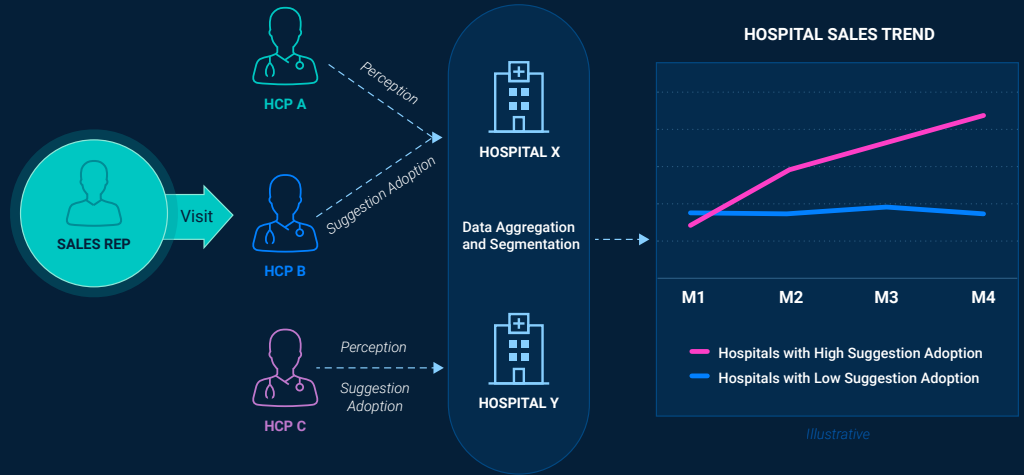 SALES REP
Visit
HCP A
HCP B
HCP C
Perception
Suggestion Adoption
Perception
Suggestion
Adoption
HOSPITAL X
Data Aggregation
and Segmentation
HOSPITAL Y
HOSPITAL SALES TREND
M1 M2 M3 M4
Hospitals with High Suggestion Adoption
Hospitals with Low Suggestion Adoption
Illustrative